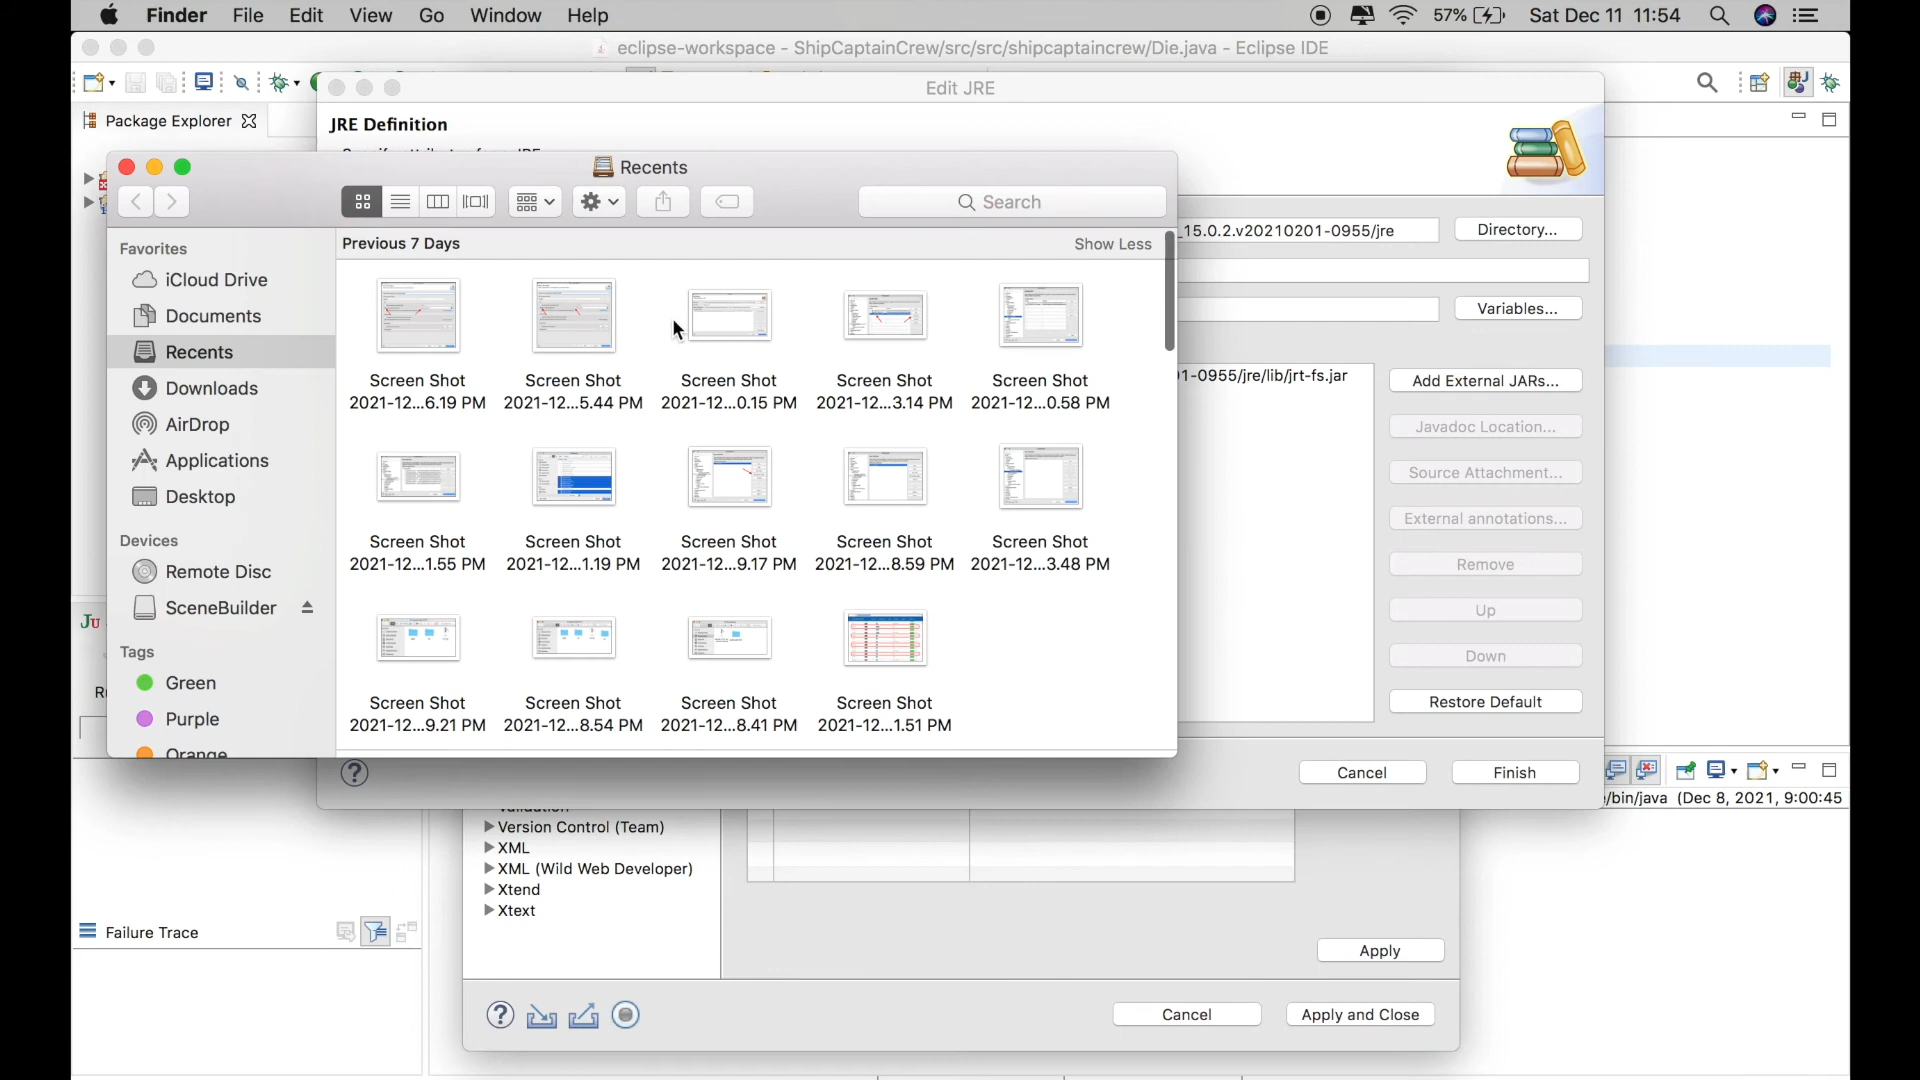 Finder File Edit View Go Window Help 57% Sat Dec 11 11:54
eclipse-workspace - ShipCaptainCrew/src/src/shipcaptaincrew/Die.java - Eclipse IDE
Edit JRE
Package Explorer
JRE Definition
Recents
Search
Favorites
iCloud Drive
Documents
Recents
Downloads
AirDrop
Applications
Desktop
Devices
Remote Disc
SceneBuilder
Tags
Green
Purple
Orange
Previous 7 Days Show Less
Screen Shot Screen Shot Screen Shot Screen Shot Screen Shot
2021-12...6.19 PM 2021-12...5.44 PM 2021-12...0.15 PM 2021-12...3.14 PM 2021-12...0.58 PM
Screen Shot Screen Shot Screen Shot Screen Shot Screen Shot
2021-12...1.55 PM 2021-12...1.19 PM 2021-12...9.17 PM 2021-12...8.59 PM 2021-12...3.48 PM
Screen Shot Screen Shot Screen Shot Screen Shot
2021-12...9.21 PM 2021-12...8.54 PM 2021-12...8.41 PM 2021-12...1.51 PM
_15.0.2.v20210201-0955/jre Directory...
Variables...
1-0955/jre/lib/jrt-fs.jar
Add External JARs...
Javadoc Location...
Source Attachment...
External annotations...
Remove
Up
Down
Restore Default
Cancel Finish
Ju
/bin/java (Dec 8, 2021, 9:00:45
Version Control (Team)
XML
XML (Wild Web Developer)
Xtend
Xtext
Failure Trace
Apply
Cancel Apply and Close